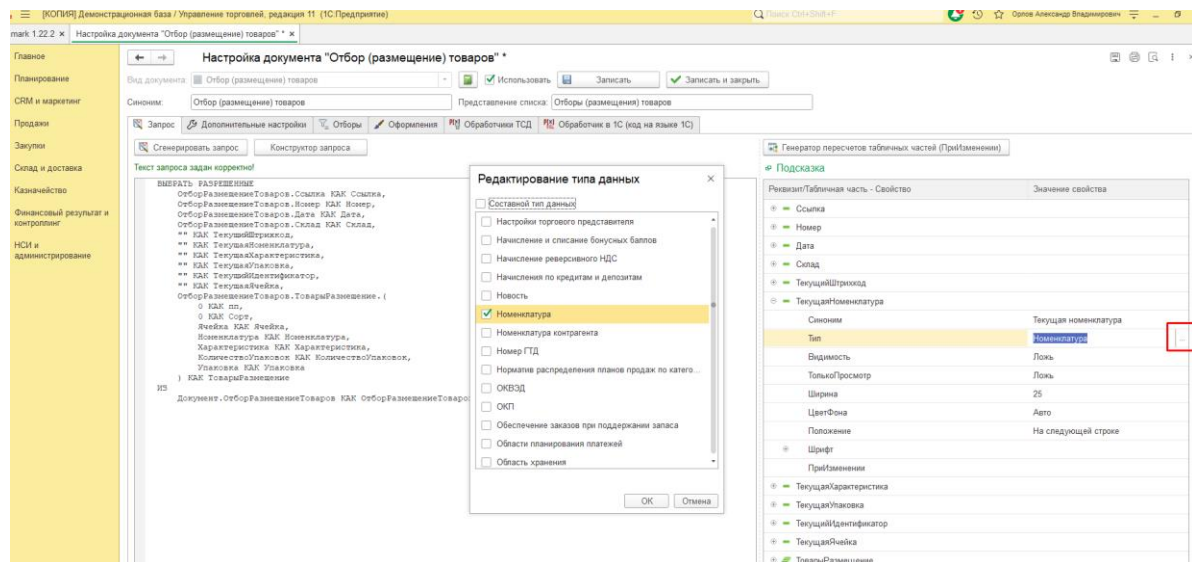 [КОПИЯ] Демонстрационная база / Управление торговлей, редакция 11 (1С:Предприятие)
Поиск Ctrl+Shift+F
Орлов Александр Владимирович
mark 1.22.2 ×
Настройка документа "Отбор (размещение) товаров" * ×
Главное
Планирование
CRM и маркетинг
Продажи
Закупки
Склад и доставка
Казначейство
Финансовый результат и
контроллинг
НСИ и
администрирование
Настройка документа "Отбор (размещение) товаров" *
Вид документа: Отбор (размещение) товаров
Использовать
Записать
Записать и закрыть
Синоним: Отбор (размещение) товаров
Представление списка: Отборы (размещения) товаров
Запрос
Дополнительные настройки
Отборы
Оформления
Обработчики ТСД
Обработчик в 1С (код на языке 1С)
Сгенерировать запрос
Конструктор запроса
Текст запроса задан корректно!
ВЫБРАТЬ РАЗРЕШЕННЫЕ
ОтборРазмещениеТоваров.Ссылка КАК Ссылка,
ОтборРазмещениеТоваров.Номер КАК Номер,
ОтборРазмещениеТоваров.Дата КАК Дата,
ОтборРазмещениеТоваров.Склад КАК Склад,
"" КАК ТекущийШтрихкод,
"" КАК ТекущаяНоменклатура,
"" КАК ТекущаяХарактеристика,
"" КАК ТекущаяУпаковка,
"" КАК ТекущийИдентификатор,
"" КАК ТекущаяЯчейка,
ОтборРазмещениеТоваров.ТоварыРазмещение.(
0 КАК пп,
0 КАК Сорт,
Ячейка КАК Ячейка,
Номенклатура КАК Номенклатура,
Характеристика КАК Характеристика,
КоличествоУпаковок КАК КоличествоУпаковок,
Упаковка КАК Упаковка
) КАК ТоварыРазмещение
ИЗ
Документ.ОтборРазмещениеТоваров КАК ОтборРазмещениеТоваро
Редактирование типа данных
×
Составной тип данных
Настройки торгового представителя
Начисление и списание бонусных баллов
Начисление реверсивного НДС
Начисления по кредитам и депозитам
Новость
Номенклатура
Номенклатура контрагента
Номер ГТД
Норматив распределения планов продаж по катего...
ОКВЭД
ОКП
Обеспечение заказов при поддержании запаса
Области планирования платежей
Область хранения
ОК
Отмена
Генератор пересчетов табличных частей (ПриИзменении)
Подсказка
Реквизит/Табличная часть - Свойство
Значение свойства
Ссылка
Номер
Дата
Склад
ТекущийШтрихкод
ТекущаяНоменклатура
Синоним
Текущая номенклатура
Тип
Номенклатура
...
Видимость
Ложь
ТолькоПросмотр
Ложь
Ширина
25
ЦветФона
Авто
Положение
На следующей строке
Шрифт
ПриИзменении
ТекущаяХарактеристика
ТекущаяУпаковка
ТекущийИдентификатор
ТекущаяЯчейка
ТоварыРазмещение